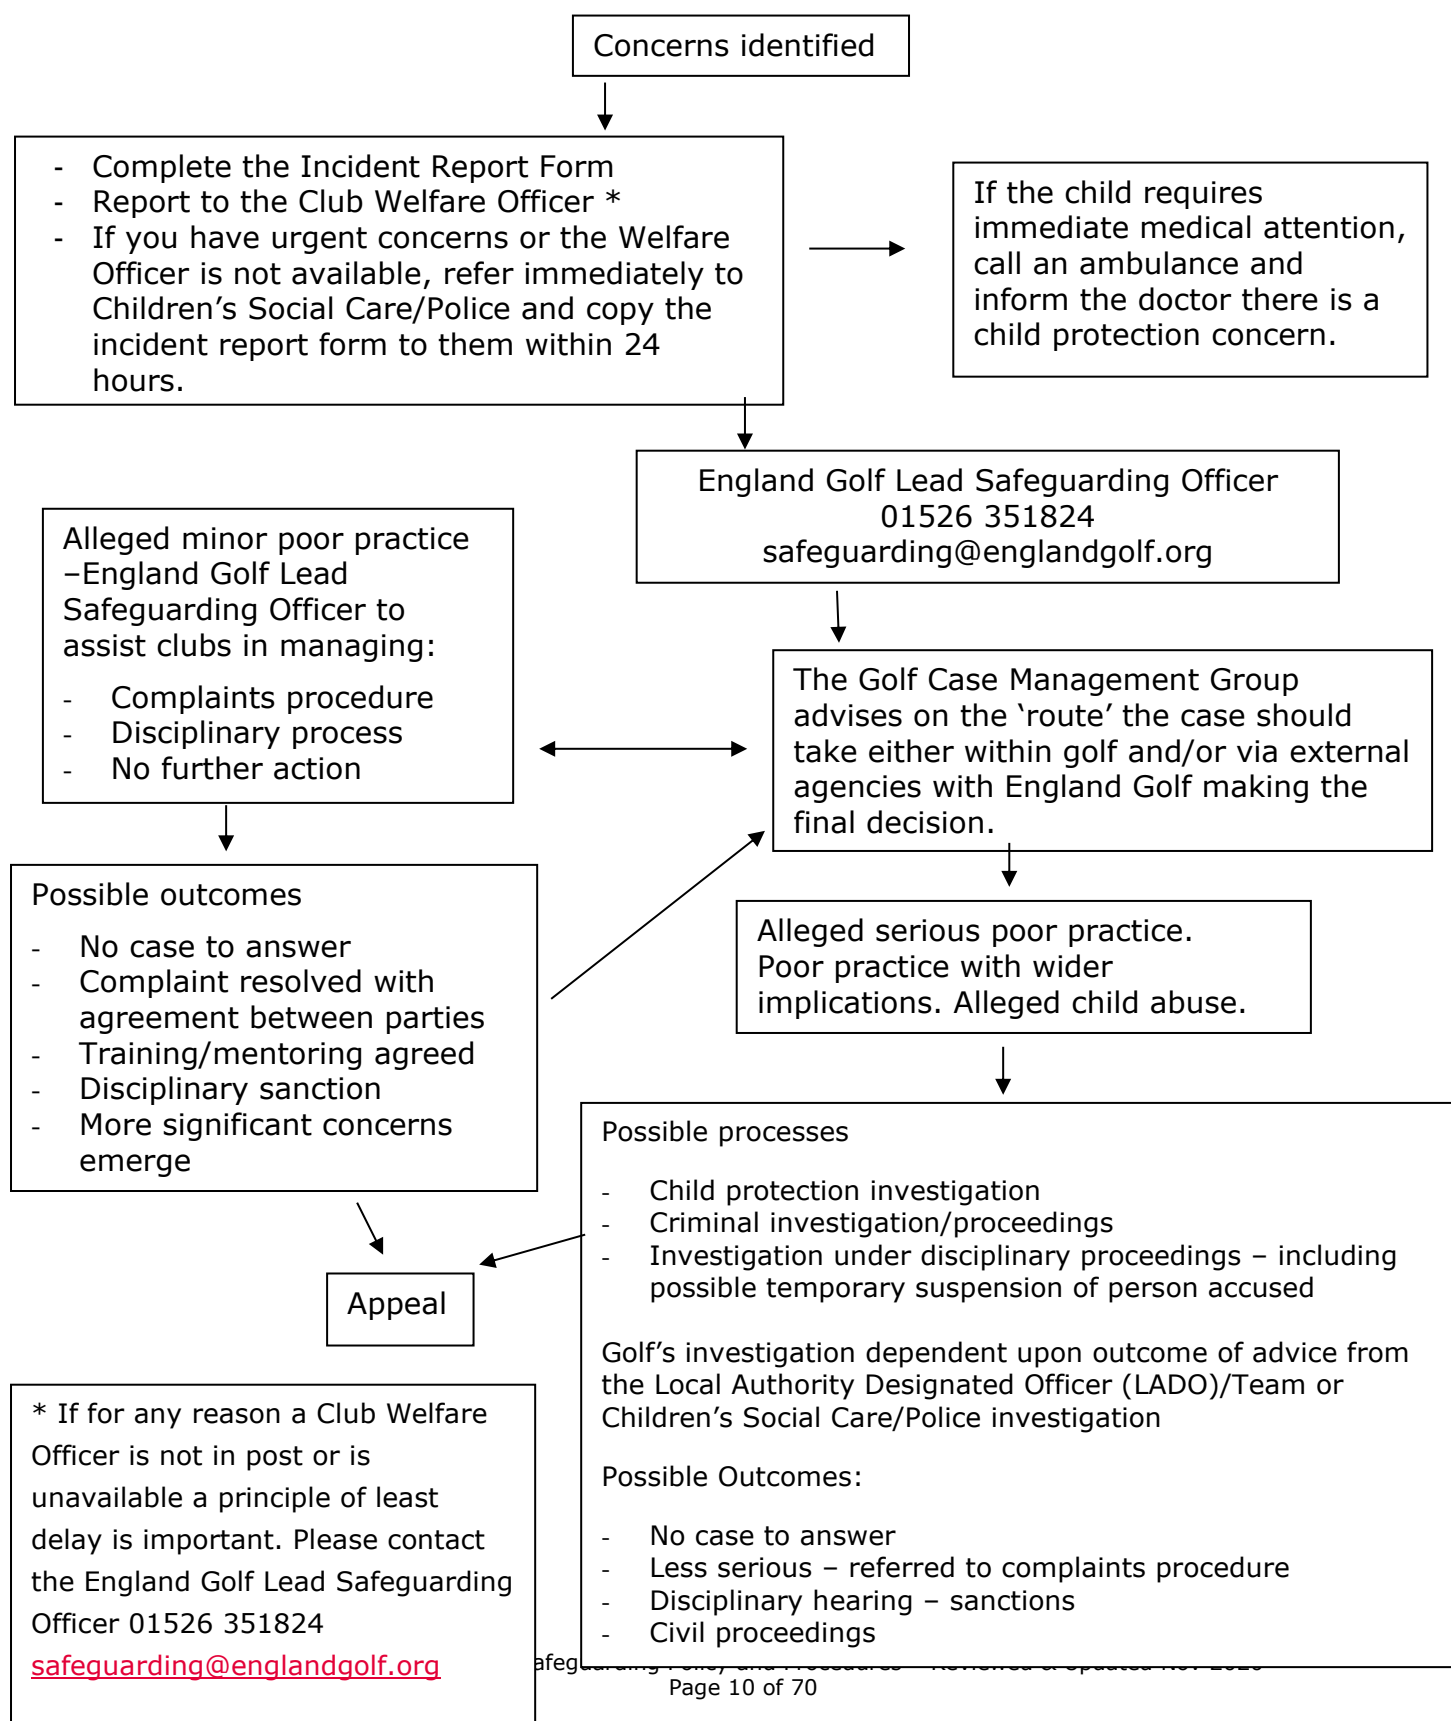 Concerns identified
- Complete the Incident Report Form
- Report to the Club Welfare Officer *
- If you have urgent concerns or the Welfare
Officer is not available, refer immediately to
Children’s Social Care/Police and copy the
incident report form to them within 24
hours.
If the child requires
immediate medical attention,
call an ambulance and
inform the doctor there is a
child protection concern.
England Golf Lead Safeguarding Officer
01526 351824
safeguarding@englandgolf.org
Alleged minor poor practice
–England Golf Lead
Safeguarding Officer to
assist clubs in managing:
- Complaints procedure
- Disciplinary process
- No further action
The Golf Case Management Group
advises on the ‘route’ the case should
take either within golf and/or via external
agencies with England Golf making the
final decision.
Possible outcomes
- No case to answer
- Complaint resolved with
agreement between parties
- Training/mentoring agreed
- Disciplinary sanction
- More significant concerns
emerge
Alleged serious poor practice.
Poor practice with wider
implications. Alleged child abuse.
Possible processes
- Child protection investigation
- Criminal investigation/proceedings
- Investigation under disciplinary proceedings – including
possible temporary suspension of person accused
Golf’s investigation dependent upon outcome of advice from
the Local Authority Designated Officer (LADO)/Team or
Children’s Social Care/Police investigation
Possible Outcomes:
- No case to answer
- Less serious – referred to complaints procedure
- Disciplinary hearing – sanctions
- Civil proceedings
Appeal
* If for any reason a Club Welfare
Officer is not in post or is
unavailable a principle of least
delay is important. Please contact
the England Golf Lead Safeguarding
Officer 01526 351824
safeguarding@englandgolf.org
Page 10 of 70